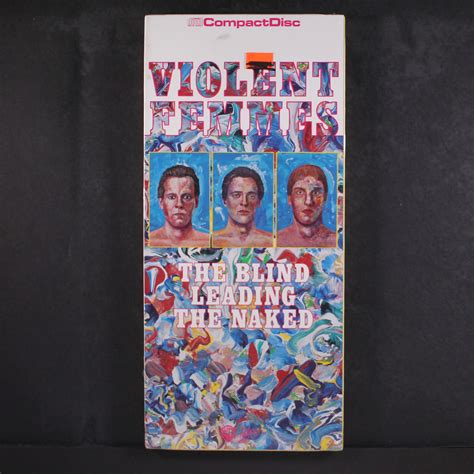 CompactDisc
VIOLENT
FEMMES
THE BLIND
LEADING
THE NAKED